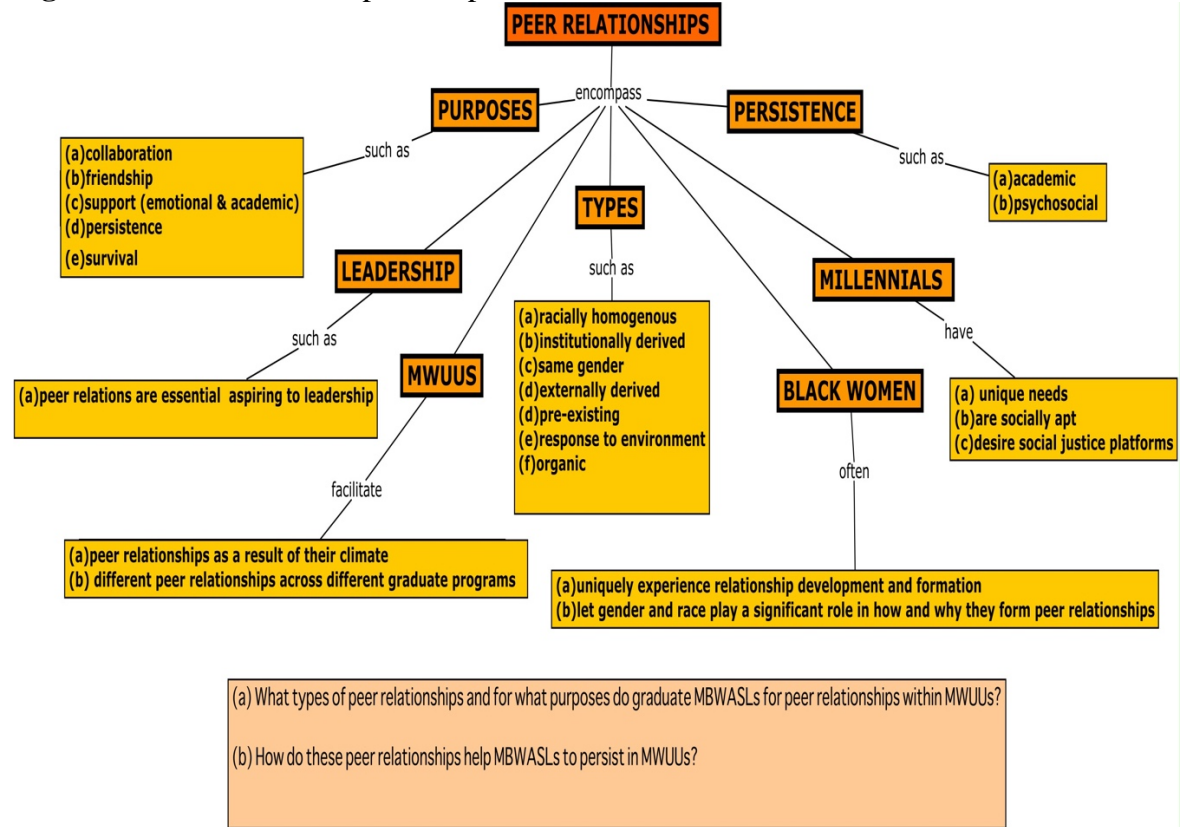 PEER RELATIONSHIPS
encompass
PURPOSES
such as
(a)collaboration
(b)friendship
(c)support (emotional & academic)
(d)persistence
(e)survival
PERSISTENCE
such as
(a)academic
(b)psychosocial
LEADERSHIP
such as
(a)peer relations are essential aspiring to leadership
TYPES
such as
(a)racially homogenous
(b)institutionally derived
(c)same gender
(d)externally derived
(d)pre-existing
(e)response to environment
(f)organic
MILLENNIALS
have
(a) unique needs
(b)are socially apt
(c)desire social justice platforms
MWUUS
facilitate
(a)peer relationships as a result of their climate
(b) different peer relationships across different graduate programs
BLACK WOMEN
often
(a)uniquely experience relationship development and formation
(b)let gender and race play a significant role in how and why they form peer relationships
(a) What types of peer relationships and for what purposes do graduate MBWASLs for peer relationships within MWUUs?
(b) How do these peer relationships help MBWASLs to persist in MWUUs?